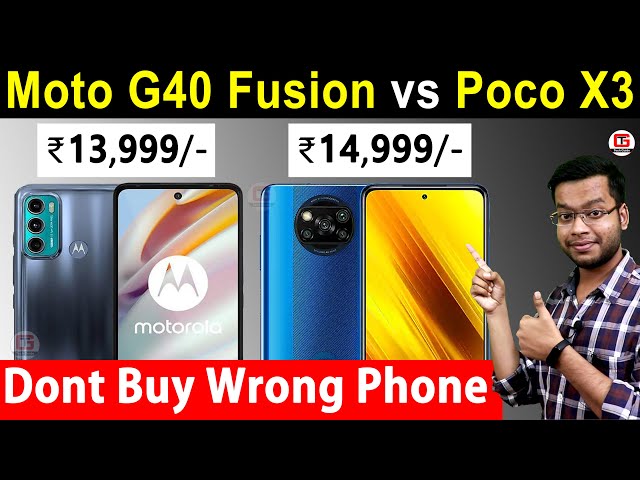 Moto G40 Fusion vs Poco X3
₹13,999/-
₹14,999/-
motorola
Dont Buy Wrong Phone